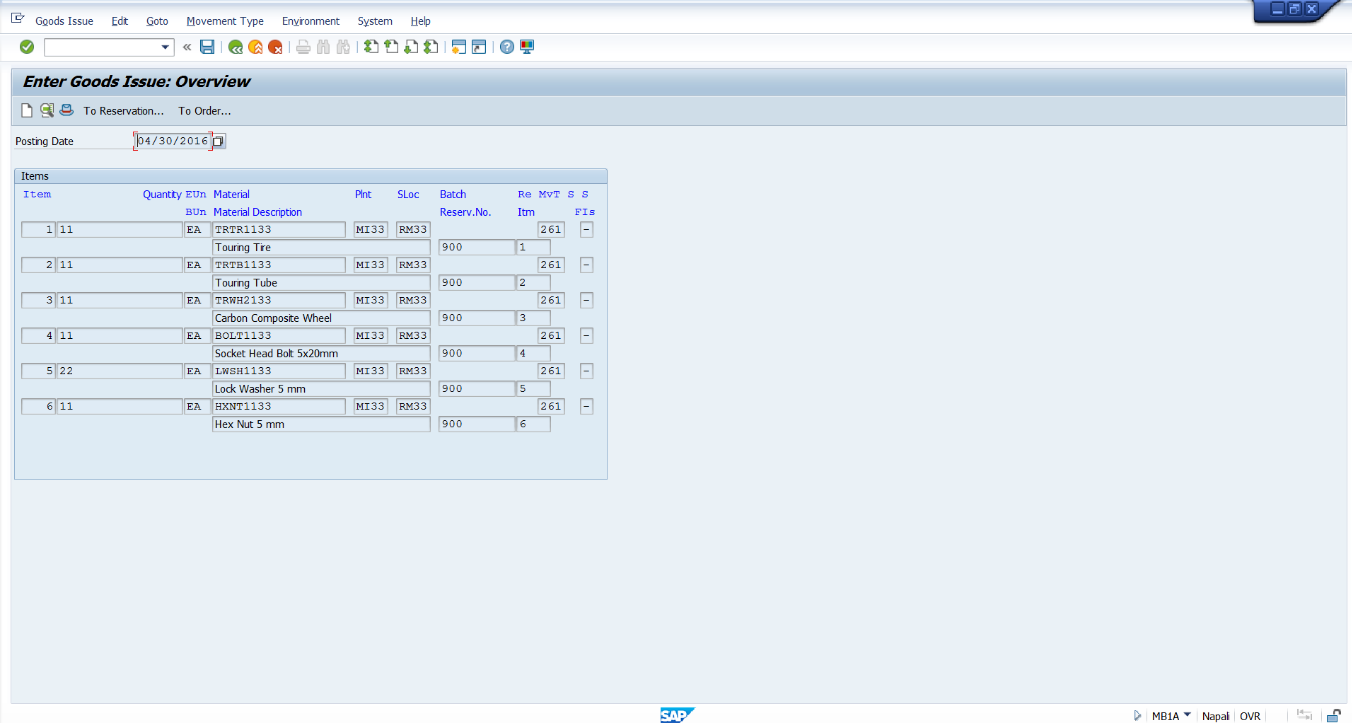 Goods Issue Edit Goto Movement Type Environment System Help
«
Enter Goods Issue: Overview
To Reservation... To Order...
Posting Date 04/30/2016
Items
Item Quantity EUn Material Plnt SLoc Batch Re MvT S S
BUn Material Description Reserv.No. Itm FIs
1 11 EA TRTR1133 MI33 RM33 261 -
Touring Tire 900 1
2 11 EA TRTB1133 MI33 RM33 261 -
Touring Tube 900 2
3 11 EA TRWH2133 MI33 RM33 261 -
Carbon Composite Wheel 900 3
4 11 EA BOLT1133 MI33 RM33 261 -
Socket Head Bolt 5x20mm 900 4
5 22 EA LWSH1133 MI33 RM33 261 -
Lock Washer 5 mm 900 5
6 11 EA HXNT1133 MI33 RM33 261 -
Hex Nut 5 mm 900 6
SAP MB1A Napali OVR